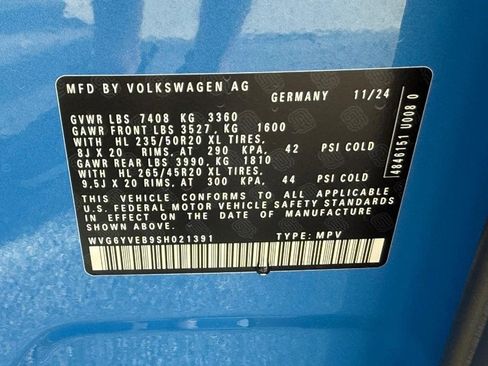 MFD BY VOLKSWAGEN AG
GERMANY 11/24
GVWR LBS 7408 KG 3360
GAWR FRONT LBS 3527, KG 1600
WITH HL 235/50R20 XL TIRES,
8J X 20 RIMS, AT 290 KPA, 42 PSI COLD
GAWR REAR LBS 3990, KG 1810
WITH HL 265/45R20 XL TIRES,
9,5J X 20 RIMS, AT 300 KPA, 44 PSI COLD
THIS VEHICLE CONFORMS TO ALL APPLICABLE
U.S. FEDERAL MOTOR VEHICLE SAFETY STANDARDS
IN EFFECT ON THE DATE OF MANUFACTURE
SHOWN ABOVE.
WVG6YVEB9SH021391 TYPE: MPV
4846151 U008 0